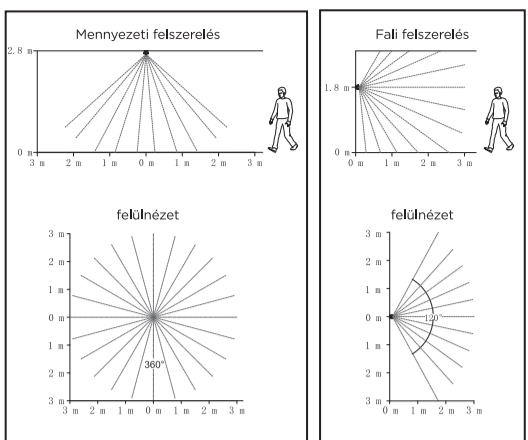 Mennyezeti felszerelés
2.8 m
0 m
3 m 2 m 1 m 0 m 1 m 2 m 3 m
felülnézet
3 m
2 m
1 m
0 m
1 m
2 m
3 m
360°
3 m 2 m 1 m 0 m 1 m 2 m 3 m
Fali felszerelés
1.8 m
0 m
0 m 1 m 2 m 3 m
felülnézet
3 m
2 m
1 m
0 m
1 m
2 m
3 m
120°
0 m 1 m 2 m 3 m